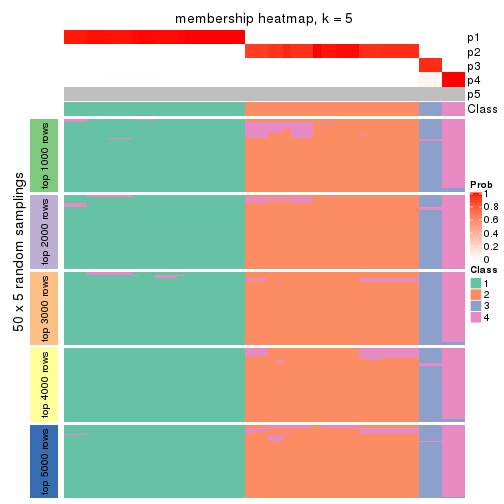 membership heatmap, k = 5
p1
p2
p3
p4
p5
Class
50 x 5 random samplings
top 1000 rows
top 2000 rows
top 3000 rows
top 4000 rows
top 5000 rows
Prob
1
0.8
0.6
0.4
0.2
0
Class
1
2
3
4